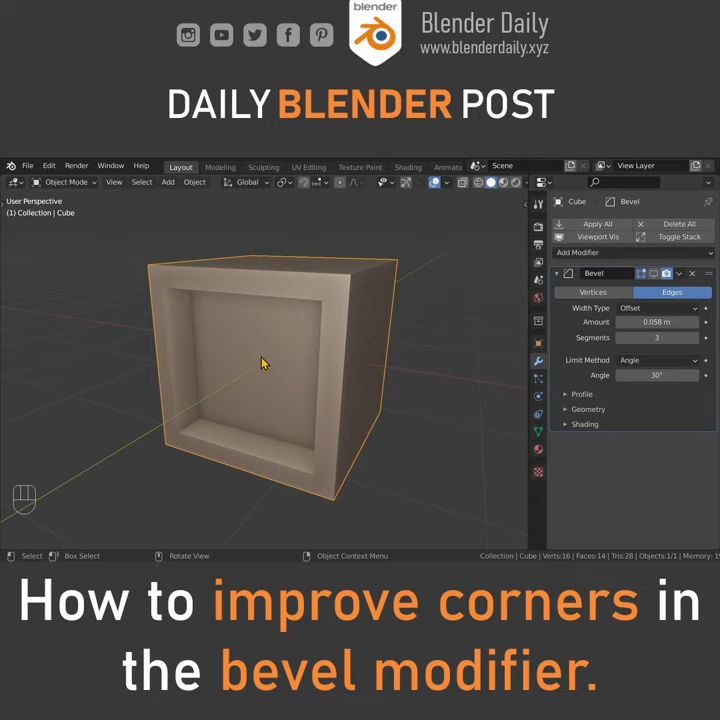 blender
Blender Daily
www.blenderdaily.xyz
DAILY BLENDER POST
File Edit Render Window Help Layout Modeling Sculpting UV Editing Texture Paint Shading Animati Scene View Layer
Object Mode View Select Add Object Global
User Perspective
(1) Collection | Cube
Cube Bevel
Apply All Delete All
Viewport Vis Toggle Stack
Add Modifier
Bevel
Vertices Edges
Width Type Offset
Amount 0.058 m
Segments 3
Limit Method Angle
Angle 30°
Profile
Geometry
Shading
Select Box Select Rotate View Object Context Menu Collection | Cube | Verts:16 | Faces:14 | Tris:28 | Objects:1/1 | Memory:
How to improve corners in
the bevel modifier.